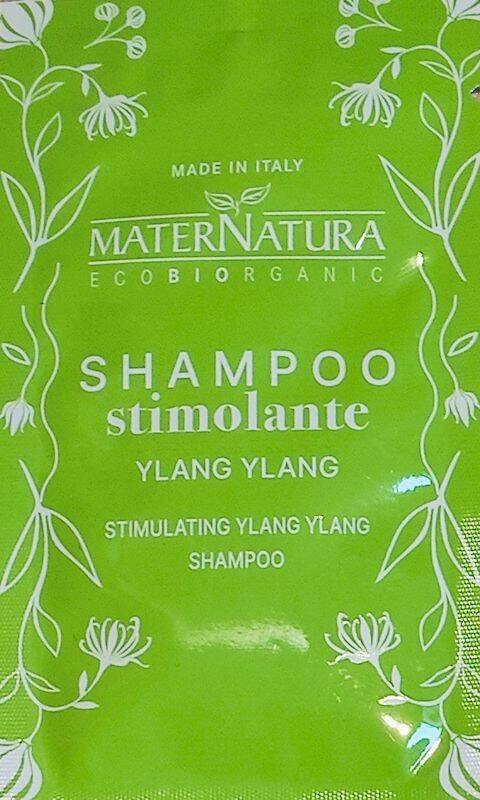 MADE IN ITALY
MATERNATURA
ECOBIORGANIC
SHAMPOO
stimolante
YLANG YLANG
STIMULATING YLANG YLANG
SHAMPOO